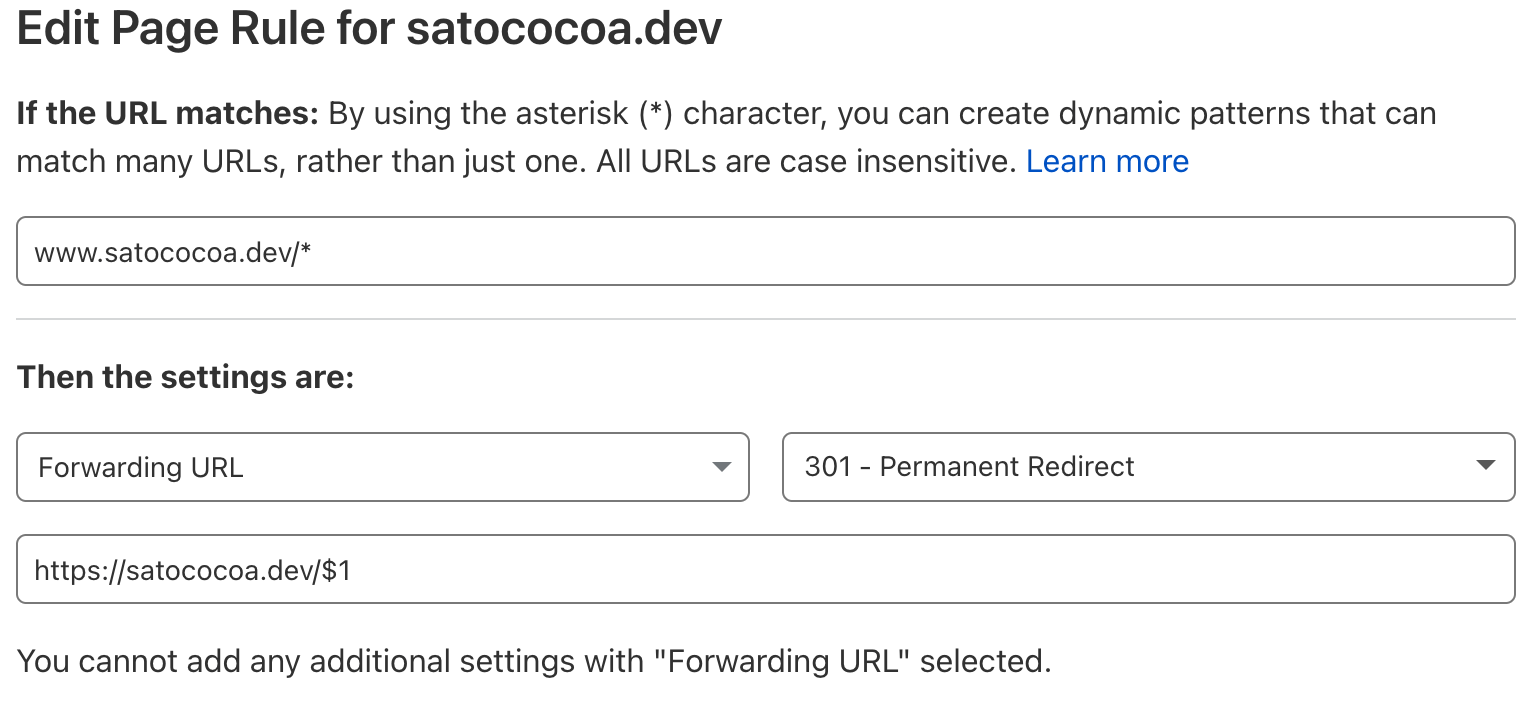 Edit Page Rule for satococoa.dev
If the URL matches: By using the asterisk (*) character, you can create dynamic patterns that can
match many URLs, rather than just one. All URLs are case insensitive. Learn more
www.satococoa.dev/*
Then the settings are:
Forwarding URL
301 - Permanent Redirect
https://satococoa.dev/$1
You cannot add any additional settings with "Forwarding URL" selected.